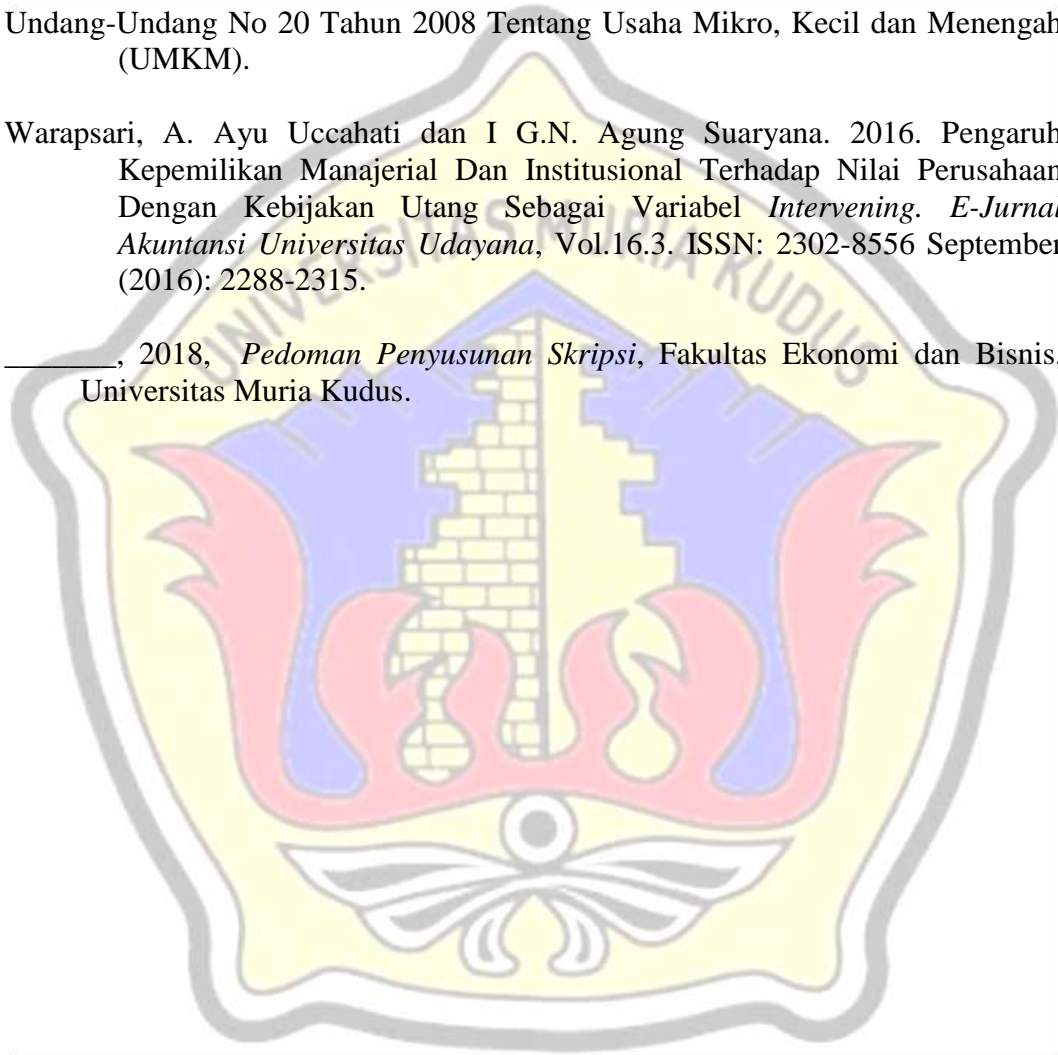 Undang-Undang No 20 Tahun 2008 Tentang Usaha Mikro, Kecil dan Menengah
(UMKM).
Warapsari, A. Ayu Uccahati dan I G.N. Agung Suaryana. 2016. Pengaruh
Kepemilikan Manajerial Dan Institusional Terhadap Nilai Perusahaan
Dengan Kebijakan Utang Sebagai Variabel Intervening. E-Jurnal
Akuntansi Universitas Udayana, Vol.16.3. ISSN: 2302-8556 September
(2016): 2288-2315.
_______, 2018, Pedoman Penyusunan Skripsi, Fakultas Ekonomi dan Bisnis.
Universitas Muria Kudus.
UNIVERSITAS MURIA KUDUS